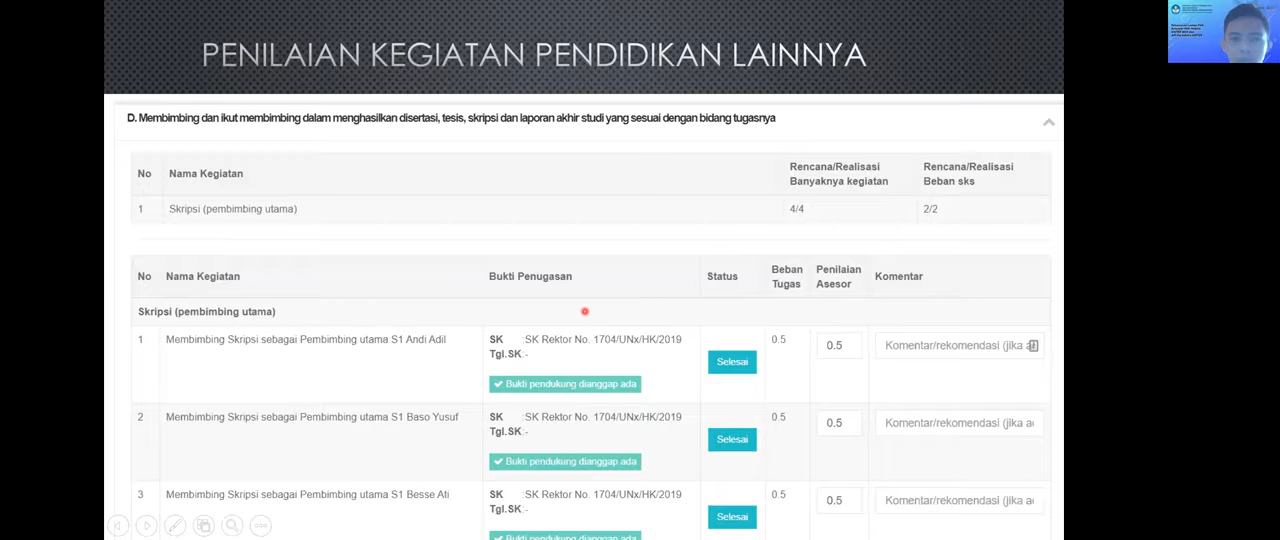 PENILAIAN KEGIATAN PENDIDIKAN LAINNYA
D. Membimbing dan ikut membimbing dalam menghasilkan disertasi, tesis, skripsi dan laporan akhir studi yang sesuai dengan bidang tugasnya
No Nama Kegiatan Rencana/Realisasi Banyaknya kegiatan Rencana/Realisasi Beban sks
1 Skripsi (pembimbing utama) 4/4 2/2
No Nama Kegiatan Bukti Penugasan Status Beban Tugas Penilaian Asesor Komentar
Skripsi (pembimbing utama)
1 Membimbing Skripsi sebagai Pembimbing utama S1 Andi Adil SK :SK Rektor No. 1704/UNx/HK/2019 0.5 0.5 Komentar/rekomendasi (jika a
Tgl.SK:-
Selesai
Bukti pendukung dianggap ada
2 Membimbing Skripsi sebagai Pembimbing utama S1 Baso Yusuf SK :SK Rektor No. 1704/UNx/HK/2019 0.5 0.5 Komentar/rekomendasi (jika a
Tgl.SK:-
Selesai
Bukti pendukung dianggap ada
3 Membimbing Skripsi sebagai Pembimbing utama S1 Besse Ati SK :SK Rektor No. 1704/UNx/HK/2019 0.5 0.5 Komentar/rekomendasi (jika a
Tgl.SK:-
Selesai
Bukti pendukung dianggap ada